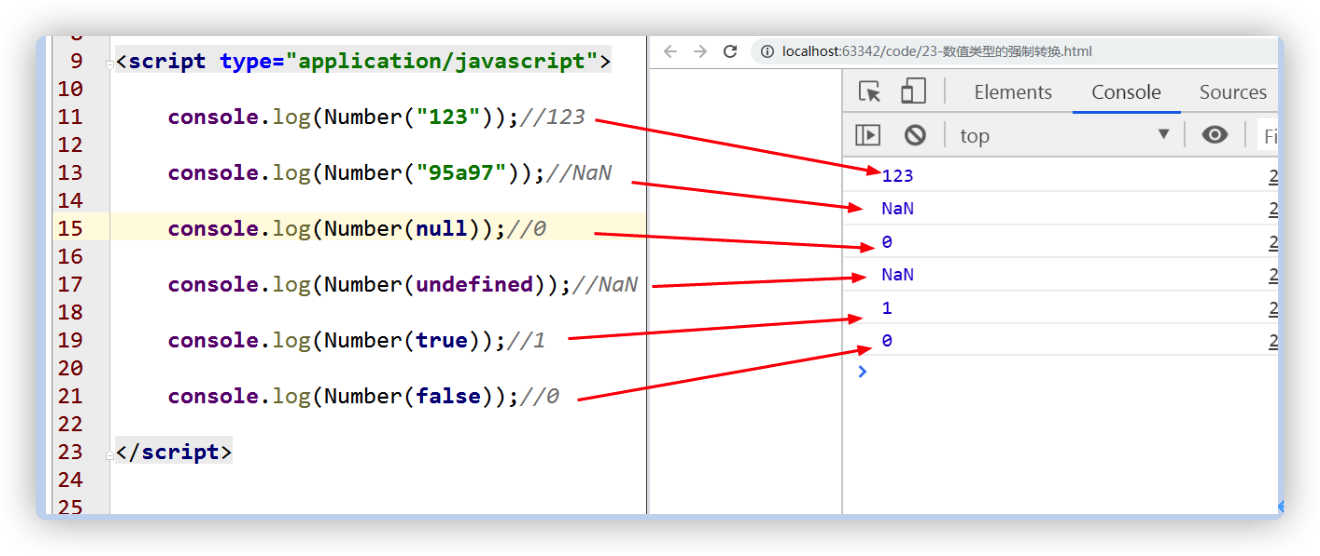 9 <script type="application/javascript">
10
11 console.log(Number("123"));//123
12
13 console.log(Number("95a97"));//NaN
14
15 console.log(Number(null));//0
16
17 console.log(Number(undefined));//NaN
18
19 console.log(Number(true));//1
20
21 console.log(Number(false));//0
22
23 </script>
24
25
localhost:63342/code/23-数值类型的强制转换.html
Elements Console Sources
top Fi
123 2
NaN 2
0 2
NaN 2
1 2
0 2